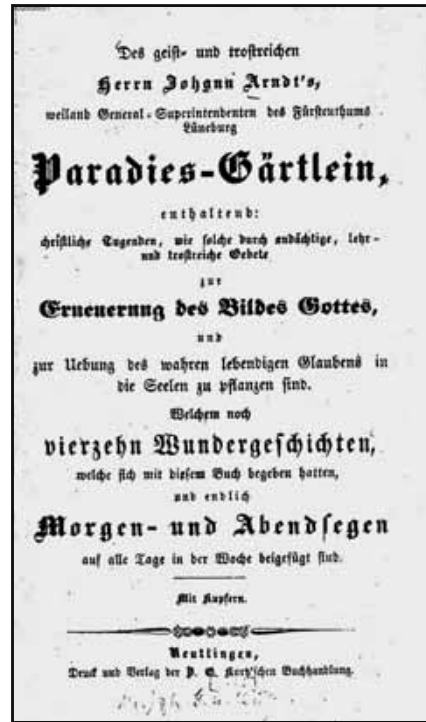 Des geist- und trostreichen
Herrn Johann Arndt's,
weiland General-Superintendenten des Fürstenthums
Lüneburg
Paradies-Gärtlein,
enthaltend:
christliche Tugenden, wie solche durch andächtige, lehr-
und trostreiche Gebete
zur
Erneuerung des Bildes Gottes,
und
zur Uebung des wahren lebendigen Glaubens in
die Seelen zu pflanzen sind.
Welchem noch
vierzehn Wundergeschichten,
welche sich mit diesem Buch begeben hatten,
und endlich
Morgen- und Abendsegen
auf alle Tage in der Woche beigefügt sind.
Mit Kupfern.
Reutlingen,
Druck und Verlag der B. G. Kurtz'schen Buchhandlung.